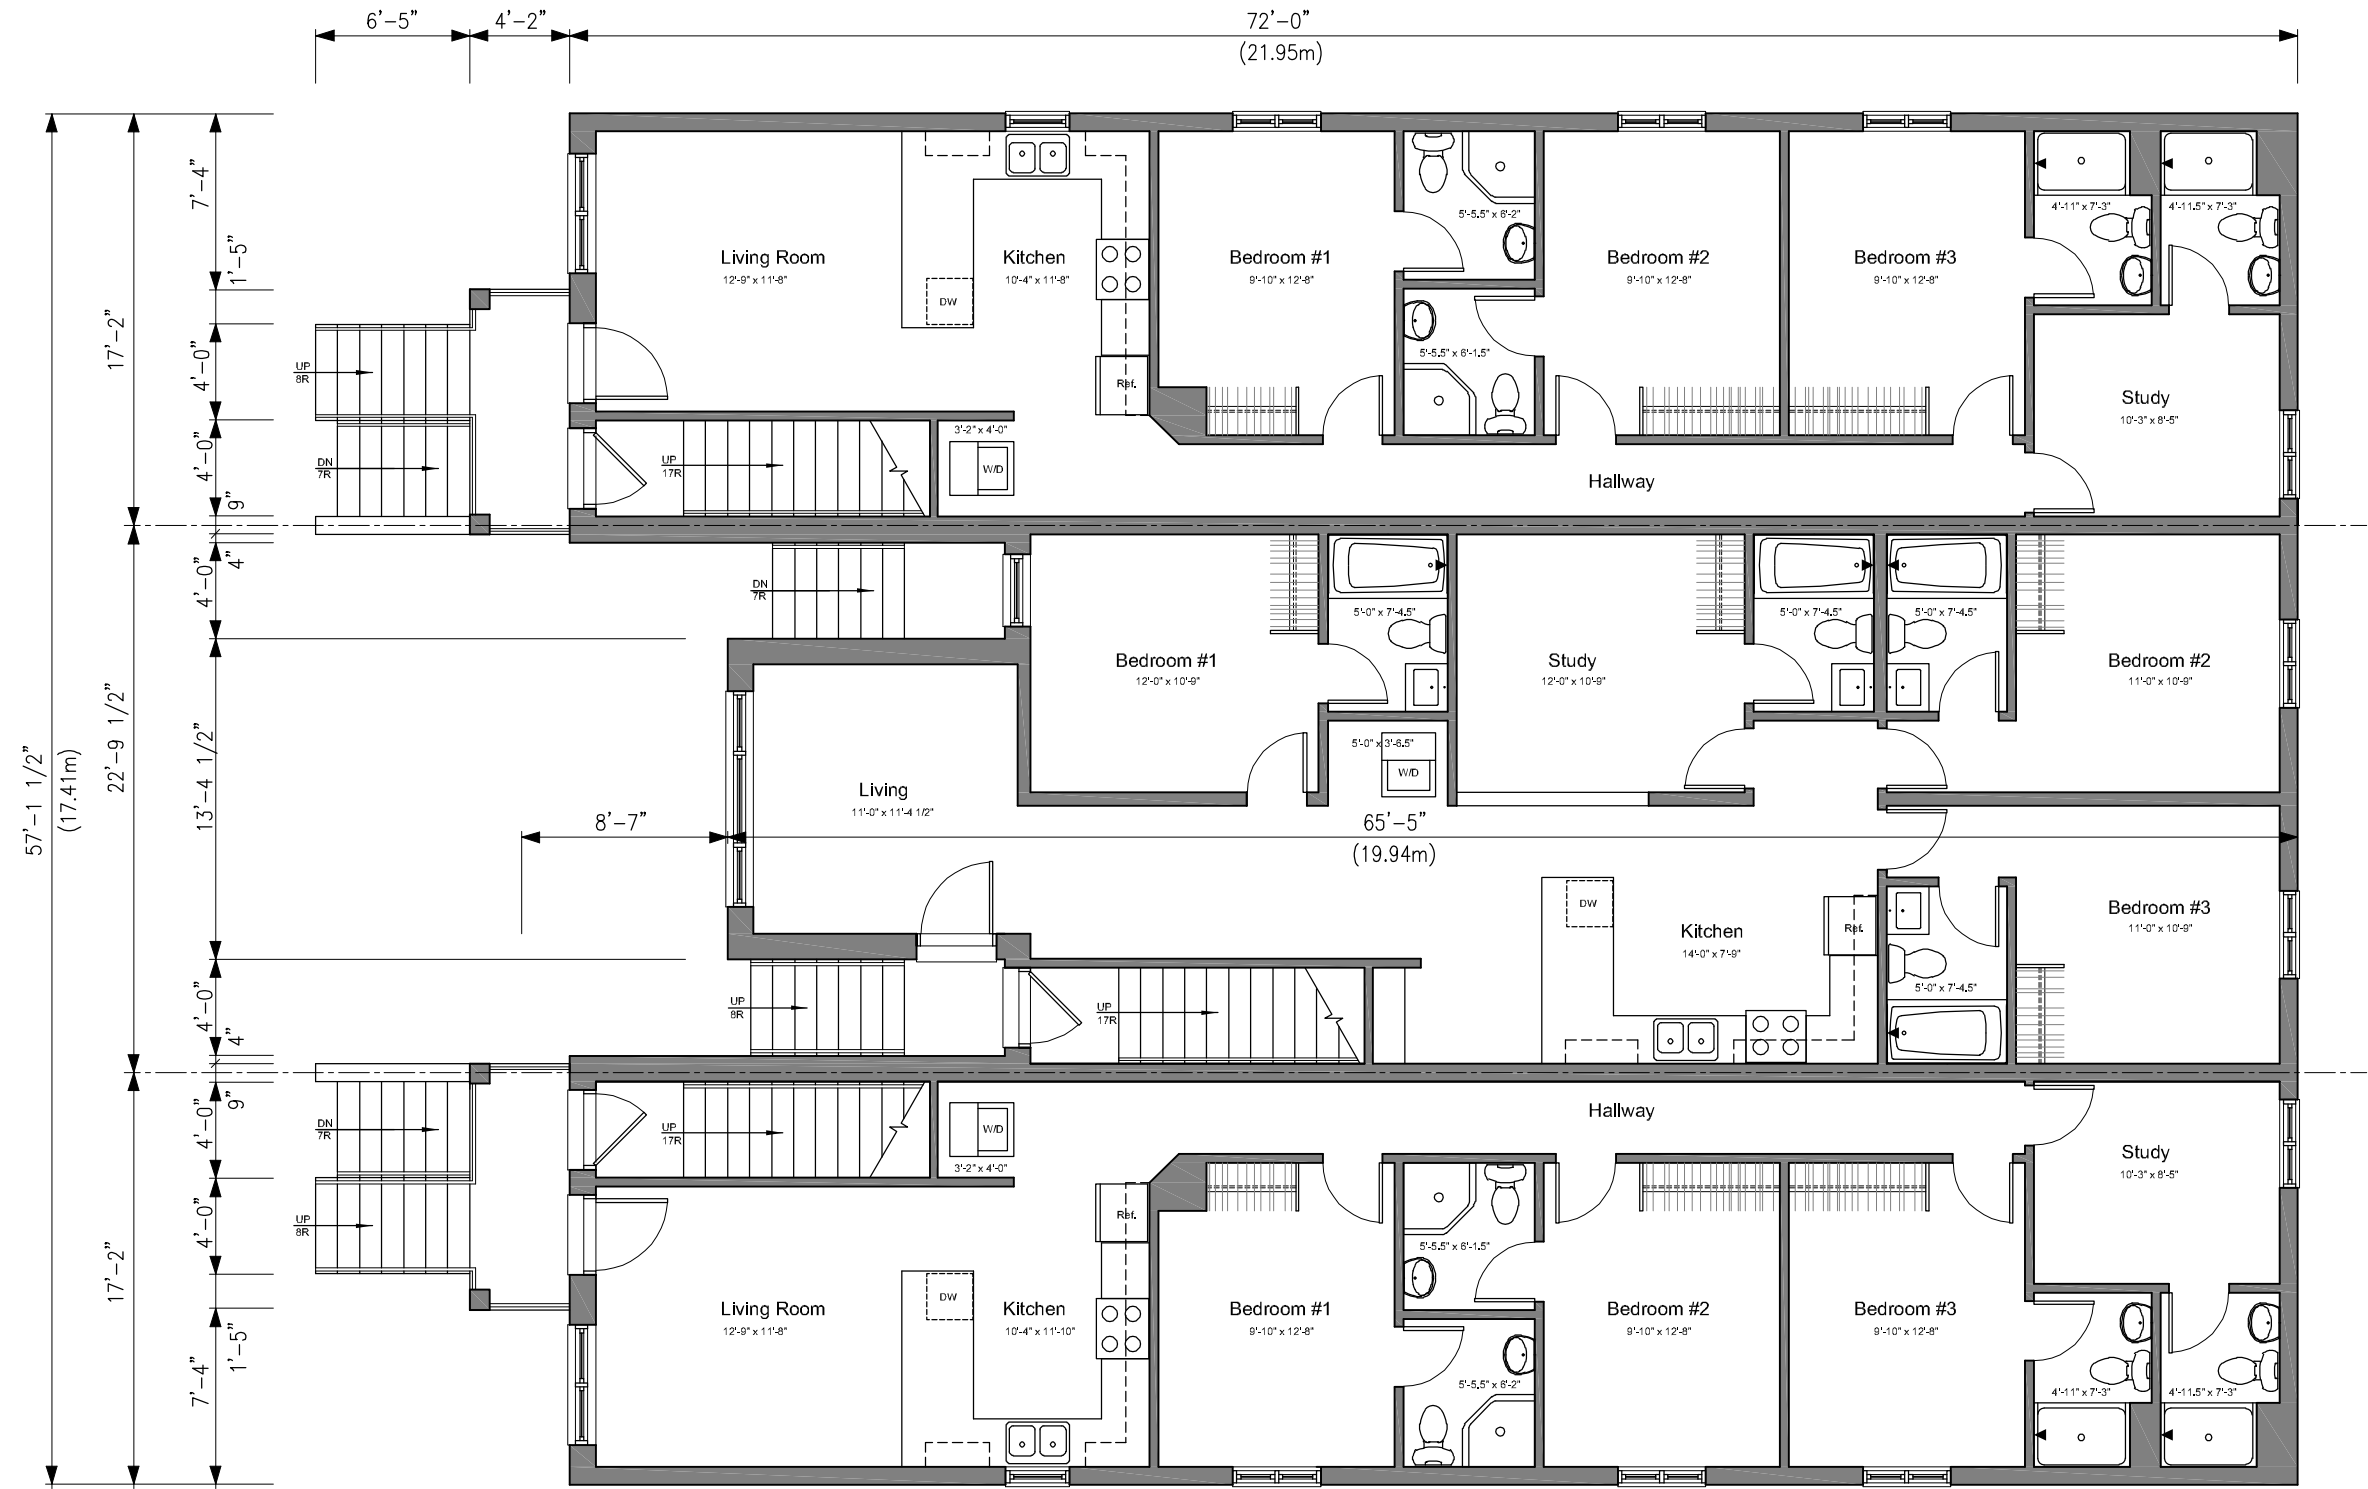 6'-5"
4'-2"
72'-0"
(21.95m)
57'-11 1/2"
(17.41m)
17'-2"
22'-9 1/2"
17'-2"
7'-4"
1'-5"
4'-0"
4'-0"
9"
4"
4'-0"
13'-4 1/2"
4'-0"
4"
9"
4'-0"
4'-0"
1'-5"
7'-4"
UP
8R
DN
7R
Living Room
12'-9" x 11'-8"
Kitchen
10'-4" x 11'-8"
DW
Ref.
Bedroom #1
9'-10" x 12'-8"
5'-5.5" x 6'-2"
5'-5.5" x 6'-1.5"
Bedroom #2
9'-10" x 12'-8"
Bedroom #3
9'-10" x 12'-8"
4'-11" x 7'-3"
4'-11.5" x 7'-3"
Study
10'-3" x 8'-5"
UP
17R
3'-2" x 4'-0"
W/D
Hallway
DN
7R
Bedroom #1
12'-0" x 10'-9"
5'-0" x 7'-4.5"
Study
12'-0" x 10'-9"
5'-0" x 7'-4.5"
5'-0" x 7'-4.5"
Bedroom #2
11'-0" x 10'-9"
5'-0" x 3'-6.5"
W/D
Living
11'-0" x 11'-4 1/2"
8'-7"
65'-5"
(19.94m)
DW
Kitchen
14'-0" x 7'-9"
Ref.
Bedroom #3
11'-0" x 10'-9"
5'-0" x 7'-4.5"
UP
8R
UP
17R
DN
7R
UP
8R
UP
17R
W/D
3'-2" x 4'-0"
Hallway
Study
10'-3" x 8'-5"
Living Room
12'-9" x 11'-8"
DW
Kitchen
10'-4" x 11'-10"
Ref.
Bedroom #1
9'-10" x 12'-8"
5'-5.5" x 6'-1.5"
5'-5.5" x 6'-2"
Bedroom #2
9'-10" x 12'-8"
Bedroom #3
9'-10" x 12'-8"
4'-11" x 7'-3"
4'-11.5" x 7'-3"